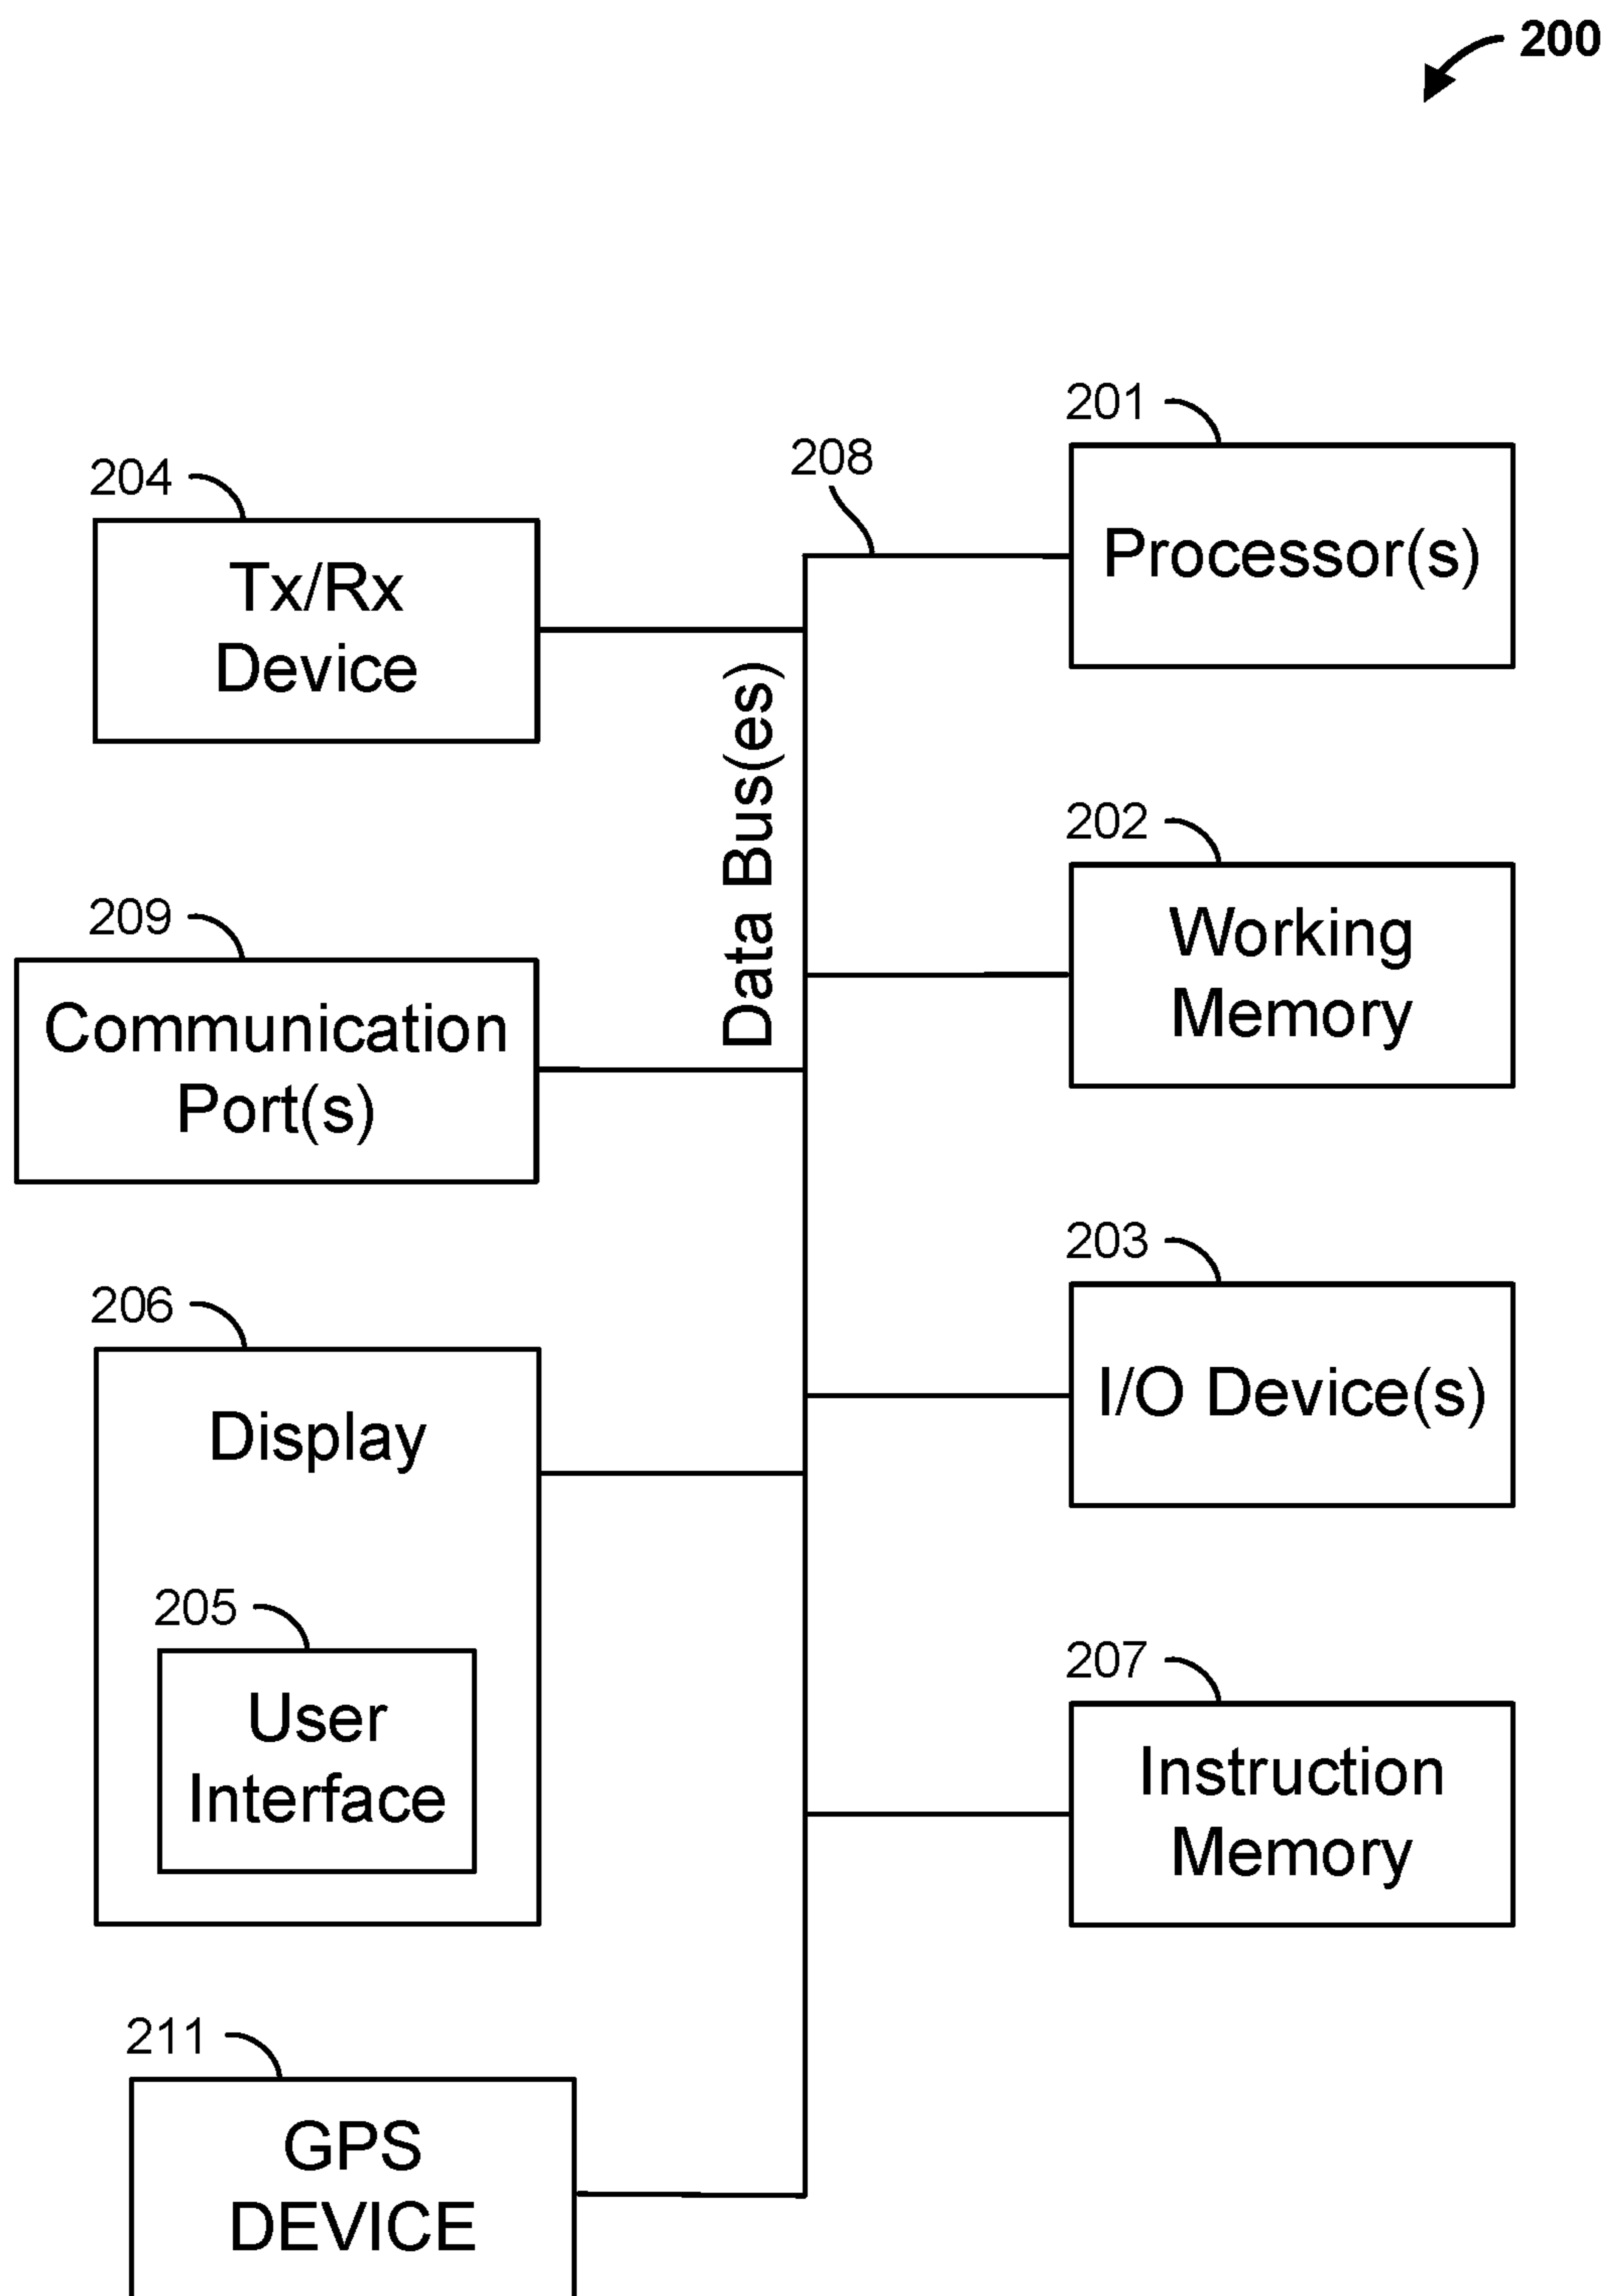 200
201
Processor(s)
208
204
Tx/Rx
Device
Data Bus(es)
202
Working
Memory
209
Communication
Port(s)
203
I/O Device(s)
206
Display
205
User
Interface
207
Instruction
Memory
211
GPS
DEVICE